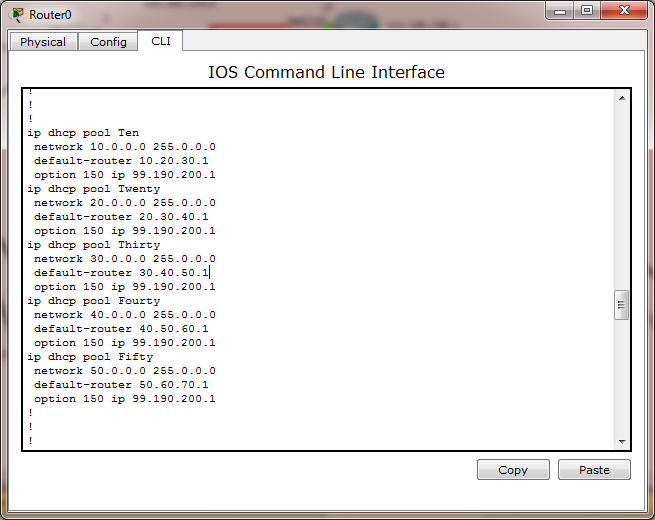 Router0
Physical Config CLI
IOS Command Line Interface
!
!
!
ip dhcp pool Ten
network 10.0.0.0 255.0.0.0
default-router 10.20.30.1
option 150 ip 99.190.200.1
ip dhcp pool Twenty
network 20.0.0.0 255.0.0.0
default-router 20.30.40.1
option 150 ip 99.190.200.1
ip dhcp pool Thirty
network 30.0.0.0 255.0.0.0
default-router 30.40.50.1
option 150 ip 99.190.200.1
ip dhcp pool Fourty
network 40.0.0.0 255.0.0.0
default-router 40.50.60.1
option 150 ip 99.190.200.1
ip dhcp pool Fifty
network 50.0.0.0 255.0.0.0
default-router 50.60.70.1
option 150 ip 99.190.200.1
!
!
!
Copy Paste